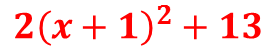 2(x + 1)² + 13